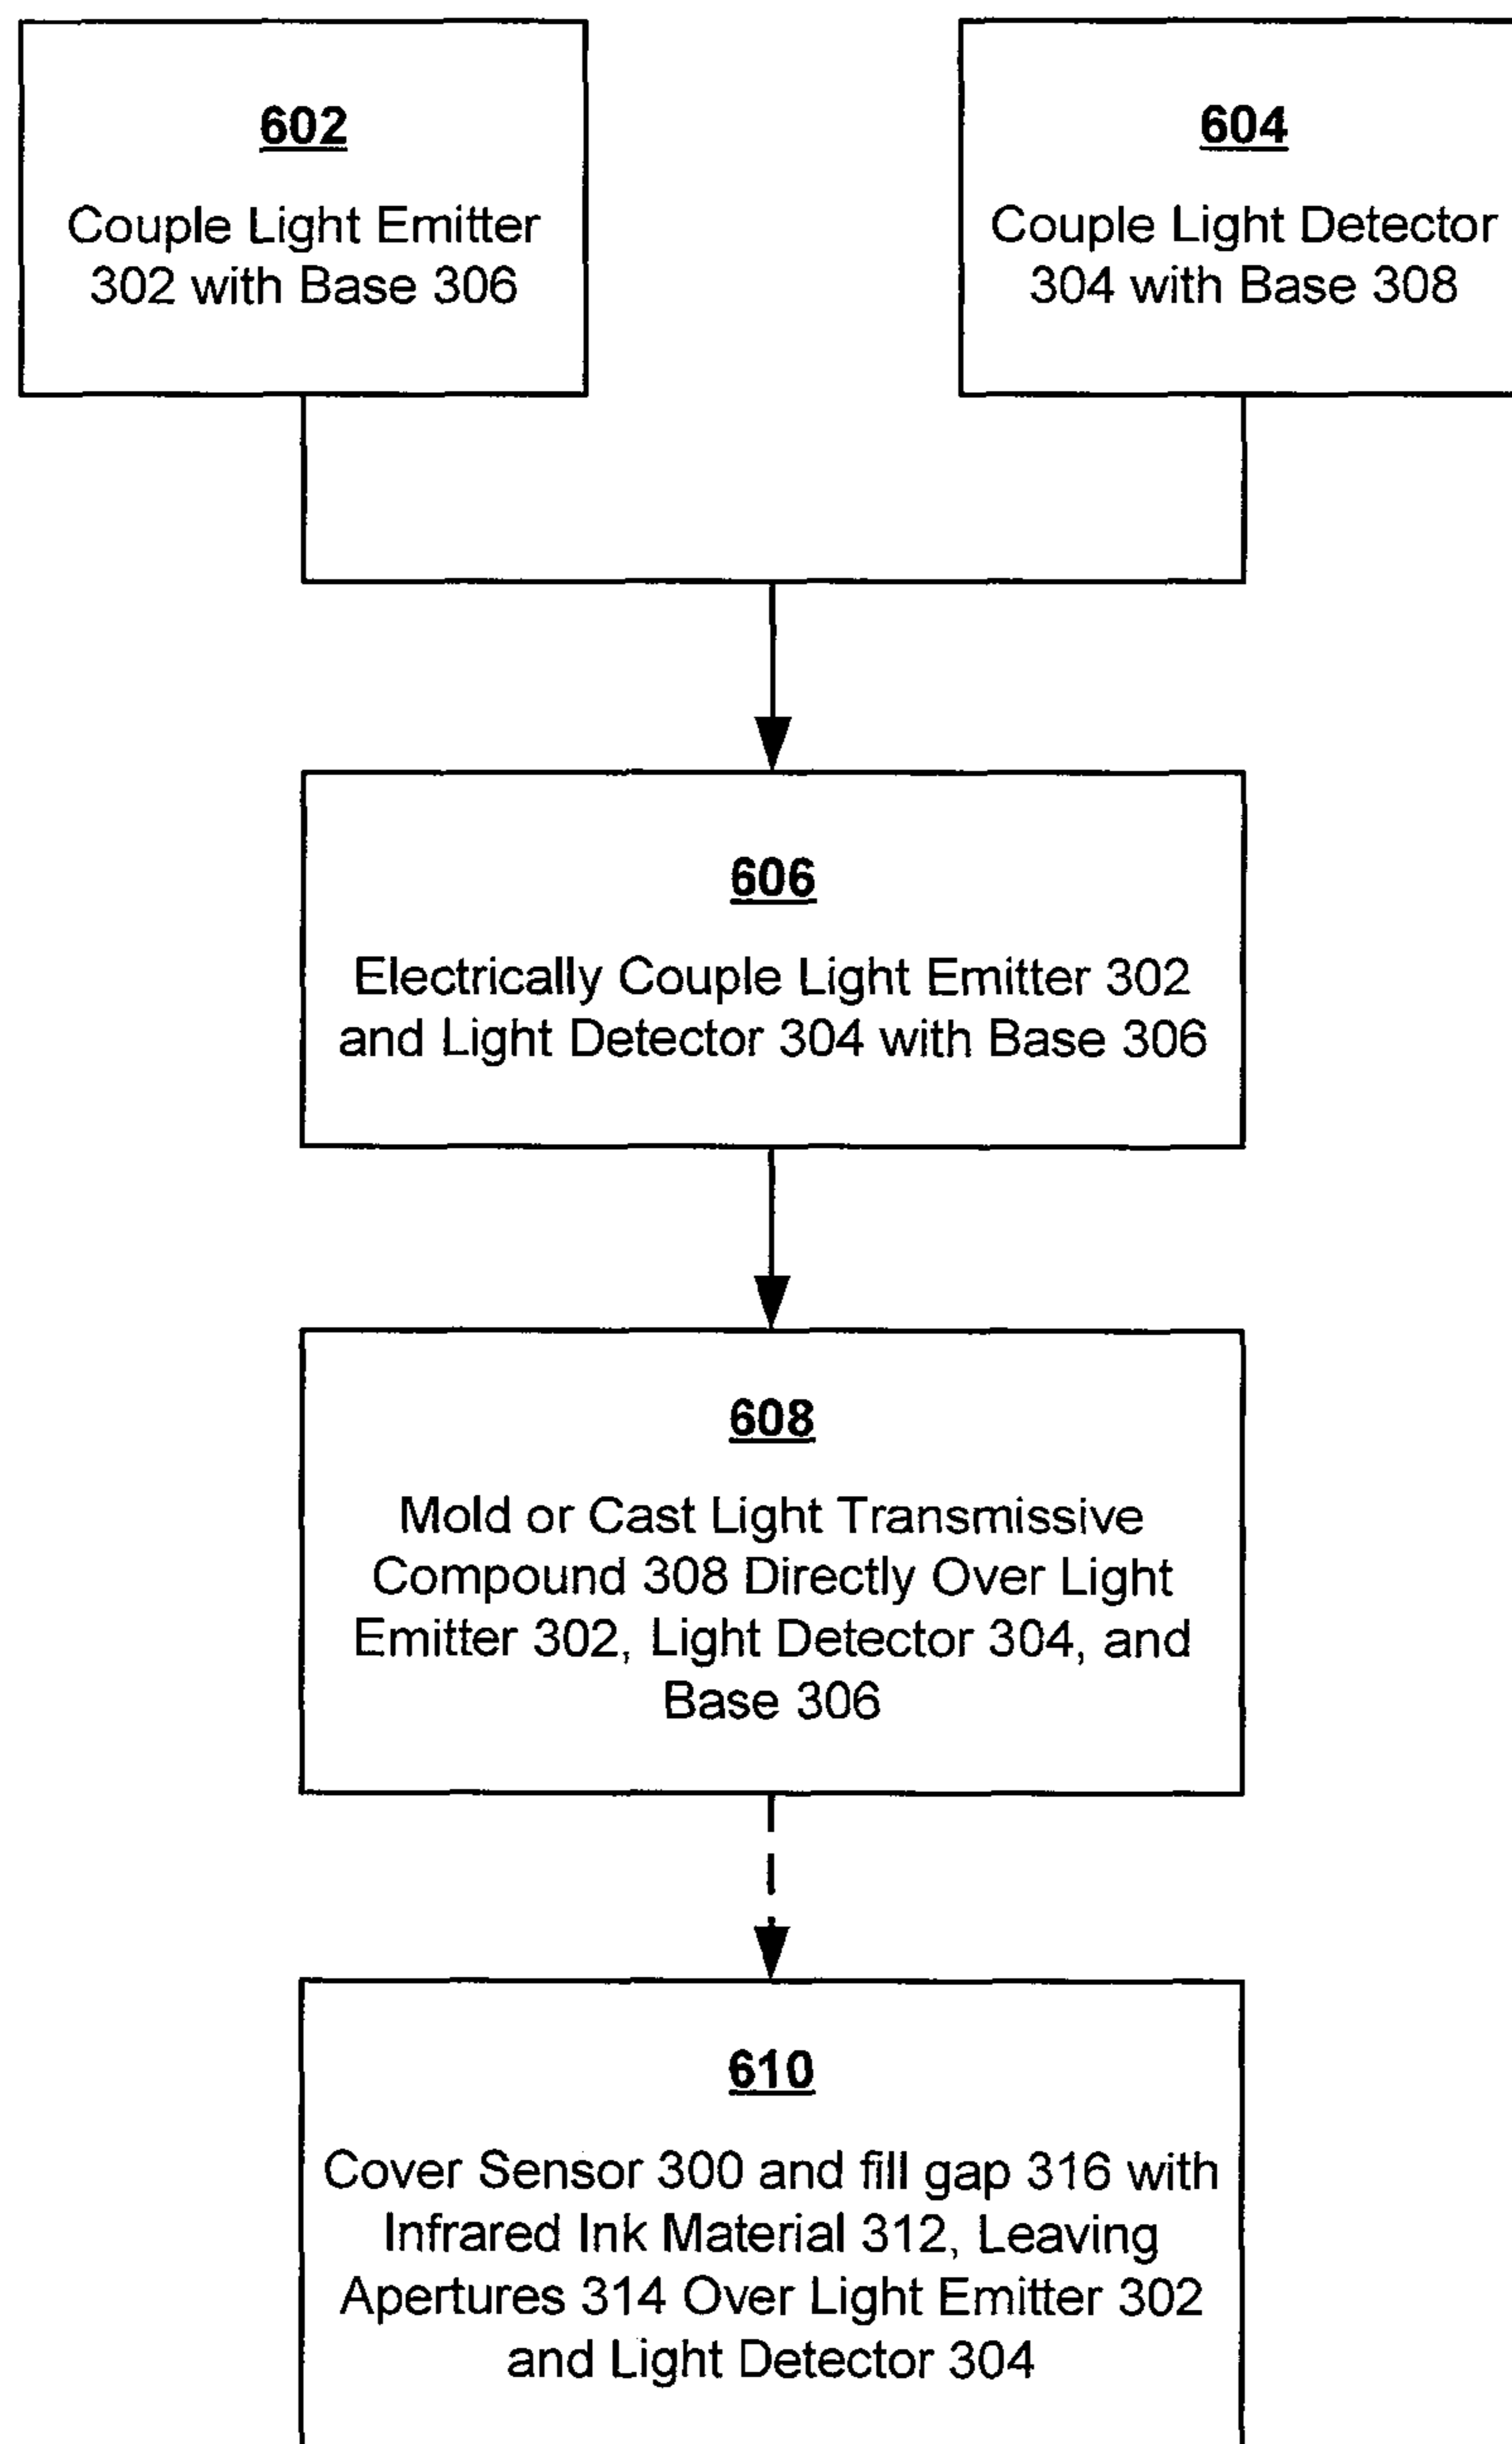 602
Couple Light Emitter
302 with Base 306
604
Couple Light Detector
304 with Base 308
606
Electrically Couple Light Emitter 302
and Light Detector 304 with Base 306
608
Mold or Cast Light Transmissive
Compound 308 Directly Over Light
Emitter 302, Light Detector 304, and
Base 306
610
Cover Sensor 300 and fill gap 316 with
Infrared Ink Material 312, Leaving
Apertures 314 Over Light Emitter 302
and Light Detector 304